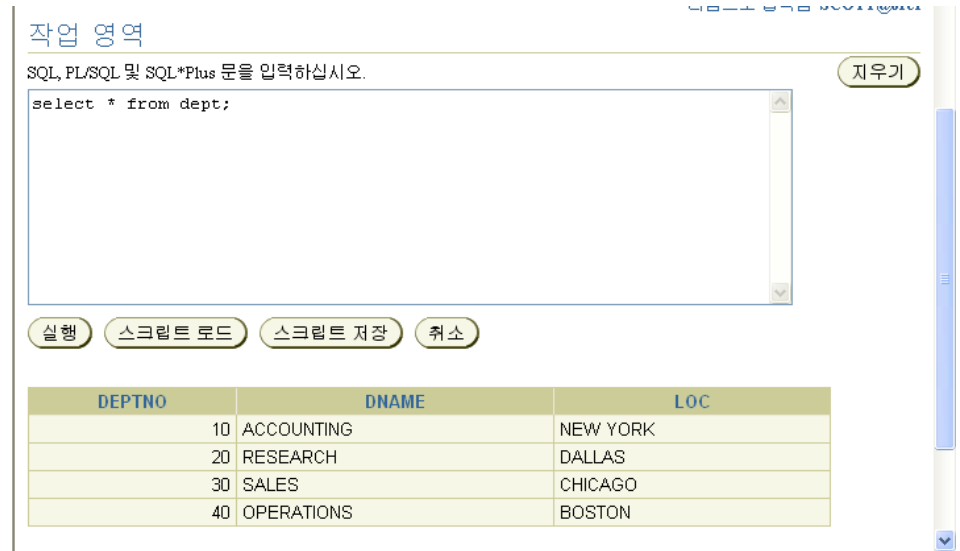 작업 영역
SQL, PL/SQL 및 SQL*Plus 문을 입력하십시오.
지우기
select * from dept;
실행 스크립트 로드 스크립트 저장 취소
DEPTNO DNAME LOC
10 ACCOUNTING NEW YORK
20 RESEARCH DALLAS
30 SALES CHICAGO
40 OPERATIONS BOSTON